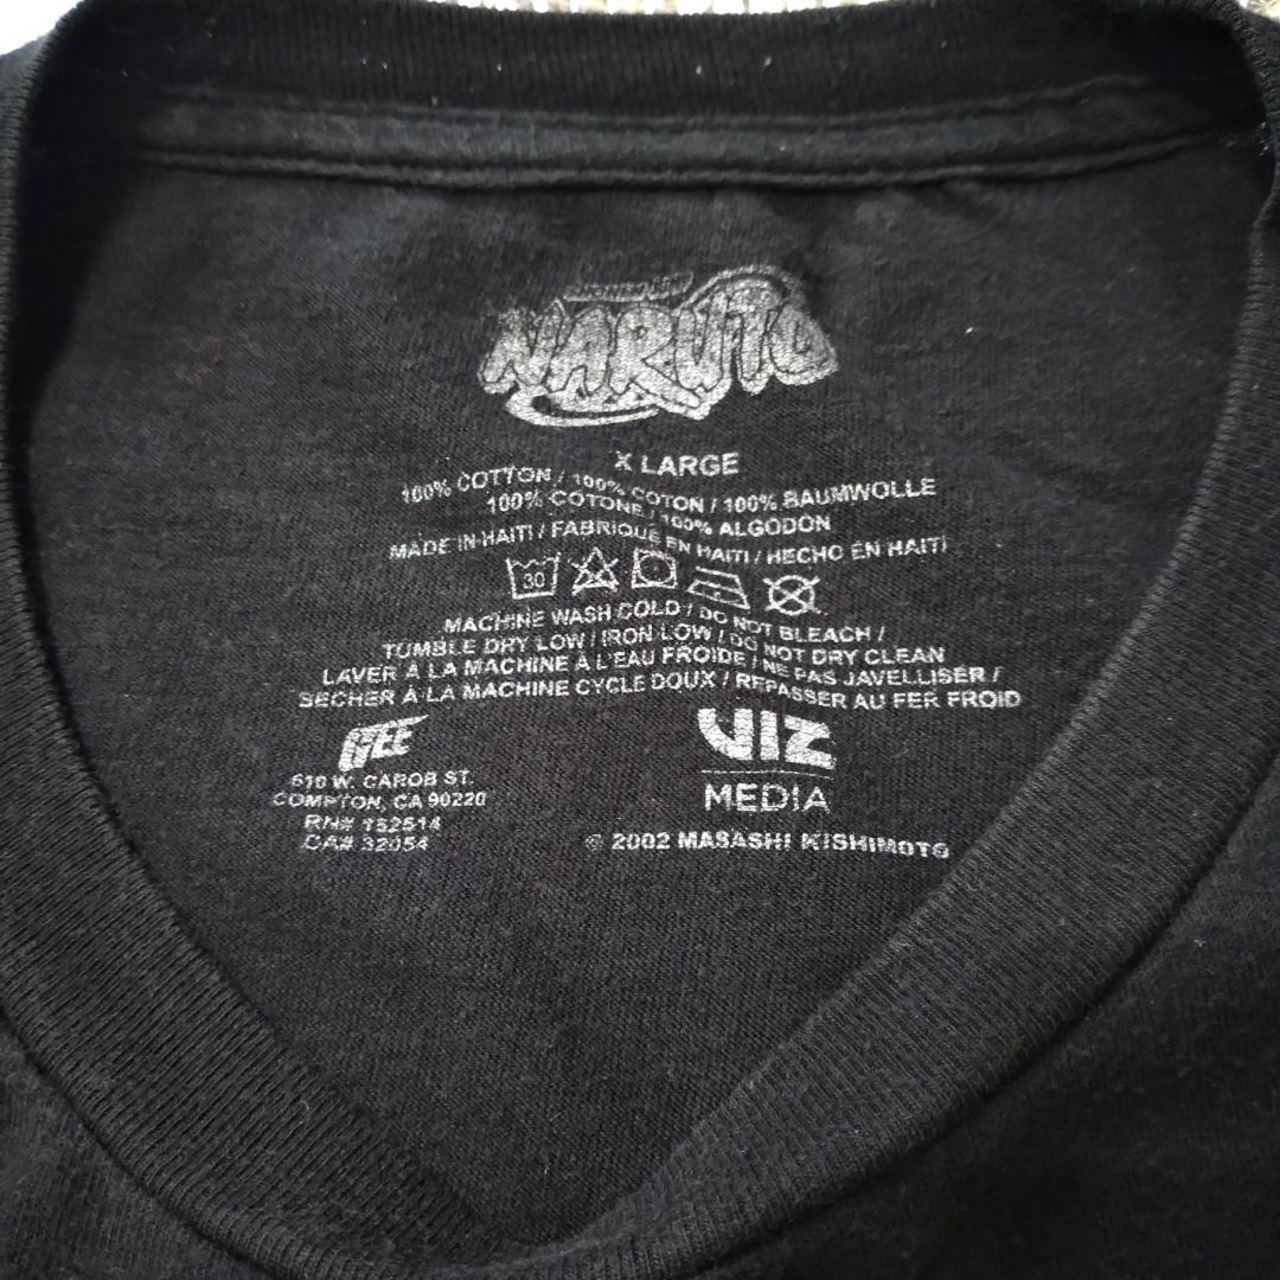 NARUTO
X LARGE
100% COTTON / 100% COTON / 100% BAUMWOLLE
100% COTONE / 100% ALGODON
MADE IN HAITI / FABRIQUE EN HAITI / HECHO EN HAITI
30
MACHINE WASH COLD / DO NOT BLEACH /
TUMBLE DRY LOW / IRON LOW / DO NOT DRY CLEAN
LAVER À LA MACHINE À L'EAU FROIDE / NE PAS JAVELLISER /
SECHER À LA MACHINE CYCLE DOUX / REPASSER AU FER FROID
GEE
VIZ
MEDIA
610 W. CAROB ST.
COMPTON, CA 90220
RN# 152514
CA# 32054
© 2002 MASASHI KISHIMOTO